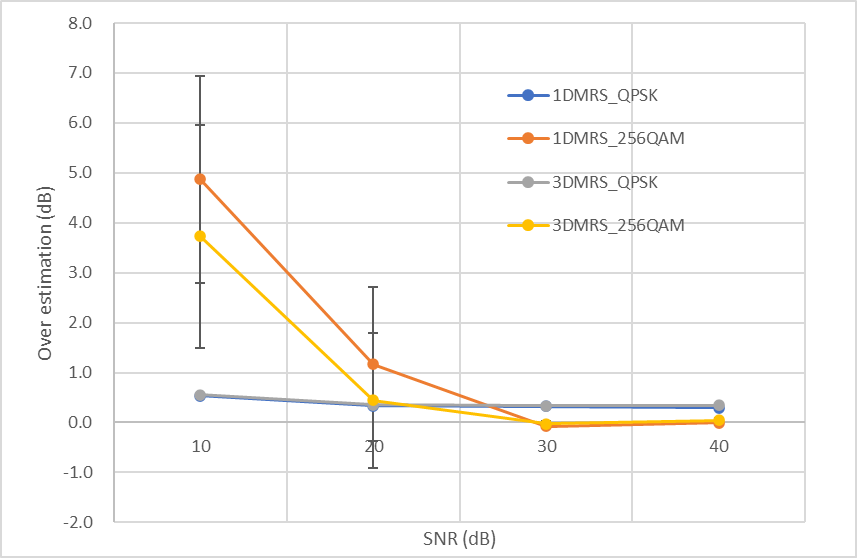 8.0
7.0
6.0
5.0
4.0
3.0
2.0
1.0
0.0
-1.0
-2.0
Over estimation (dB)
1DMRS_QPSK
1DMRS_256QAM
3DMRS_QPSK
3DMRS_256QAM
10 20 30 40
SNR (dB)